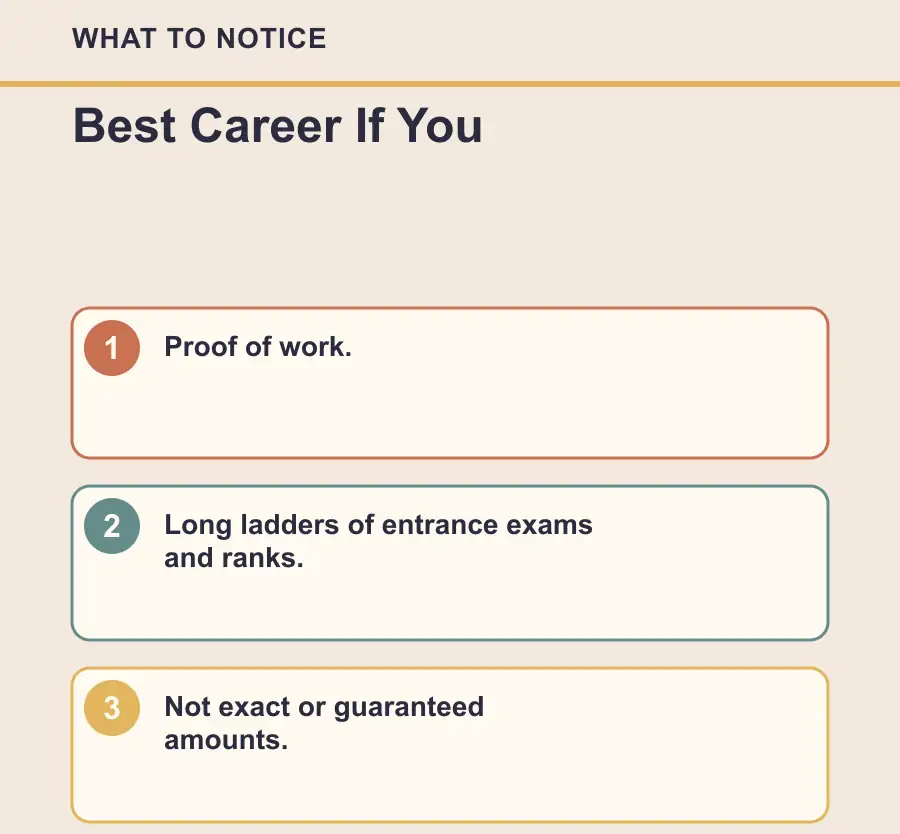 WHAT TO NOTICE
Best Career If You
1
Proof of work.
2
Long ladders of entrance exams
and ranks.
3
Not exact or guaranteed
amounts.